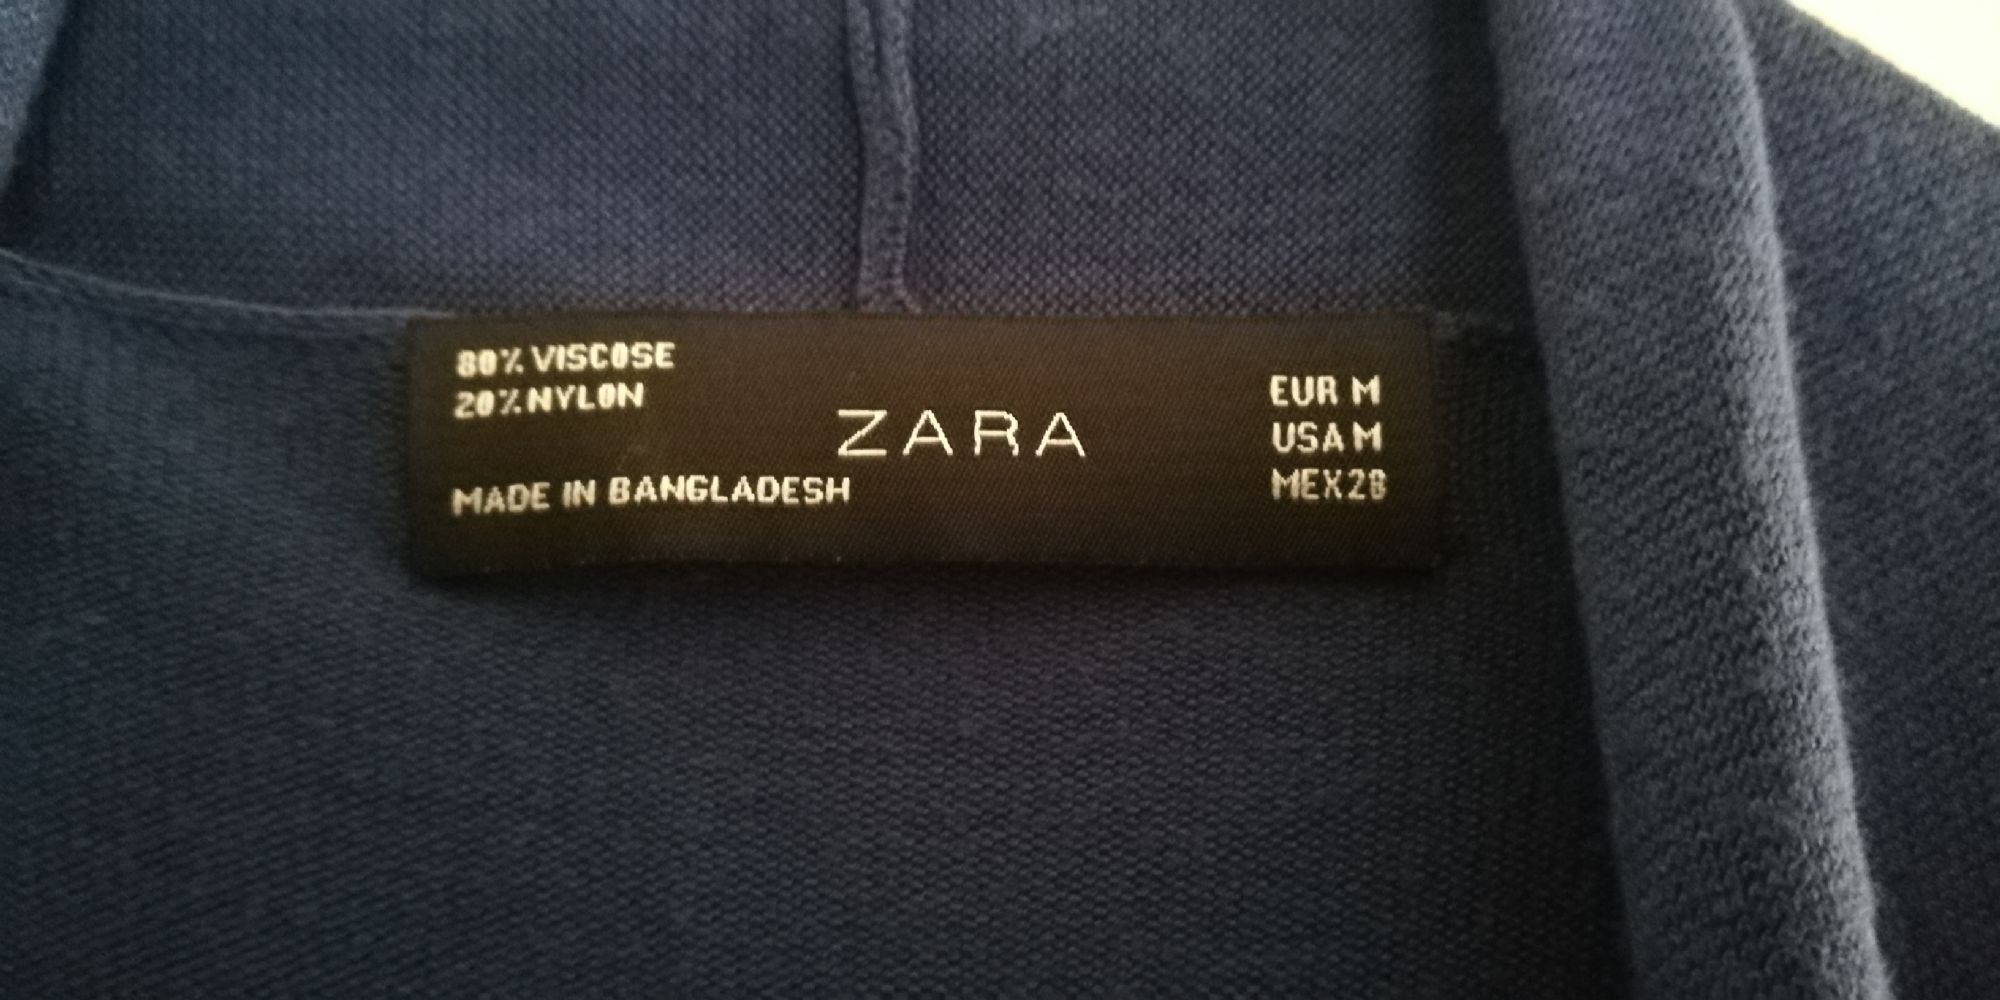 80% VISCOSE
20% NYLON
MADE IN BANGLADESH
ZARA
EUR M
USA M
MEX 28